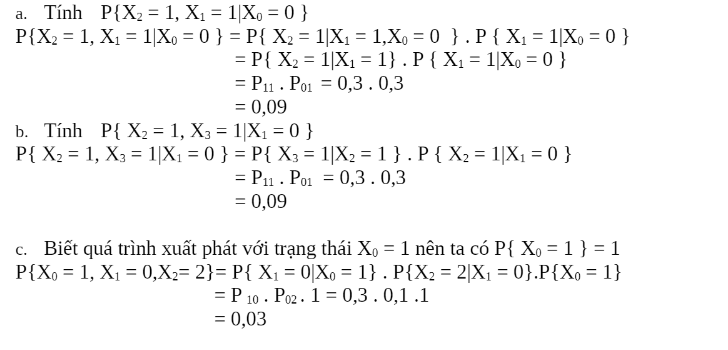 a. Tính P{X₂ = 1, X₁ = 1|X₀ = 0 }
P{X₂ = 1, X₁ = 1|X₀ = 0 } = P{ X₂ = 1|X₁ = 1,X₀ = 0 } . P { X₁ = 1|X₀ = 0 }
= P{ X₂ = 1|X₁ = 1} . P { X₁ = 1|X₀ = 0 }
= P₁₁ . P₀₁ = 0,3 . 0,3
= 0,09
b. Tính P{ X₂ = 1, X₃ = 1|X₁ = 0 }
P{ X₂ = 1, X₃ = 1|X₁ = 0 } = P{ X₃ = 1|X₂ = 1 } . P { X₂ = 1|X₁ = 0 }
= P₁₁ . P₀₁ = 0,3 . 0,3
= 0,09
c. Biết quá trình xuất phát với trạng thái X₀ = 1 nên ta có P{ X₀ = 1 } = 1
P{X₀ = 1, X₁ = 0,X₂= 2}= P{ X₁ = 0|X₀ = 1} . P{X₂ = 2|X₁ = 0}.P{X₀ = 1}
= P ₁₀ . P₀₂ . 1 = 0,3 . 0,1 .1
= 0,03